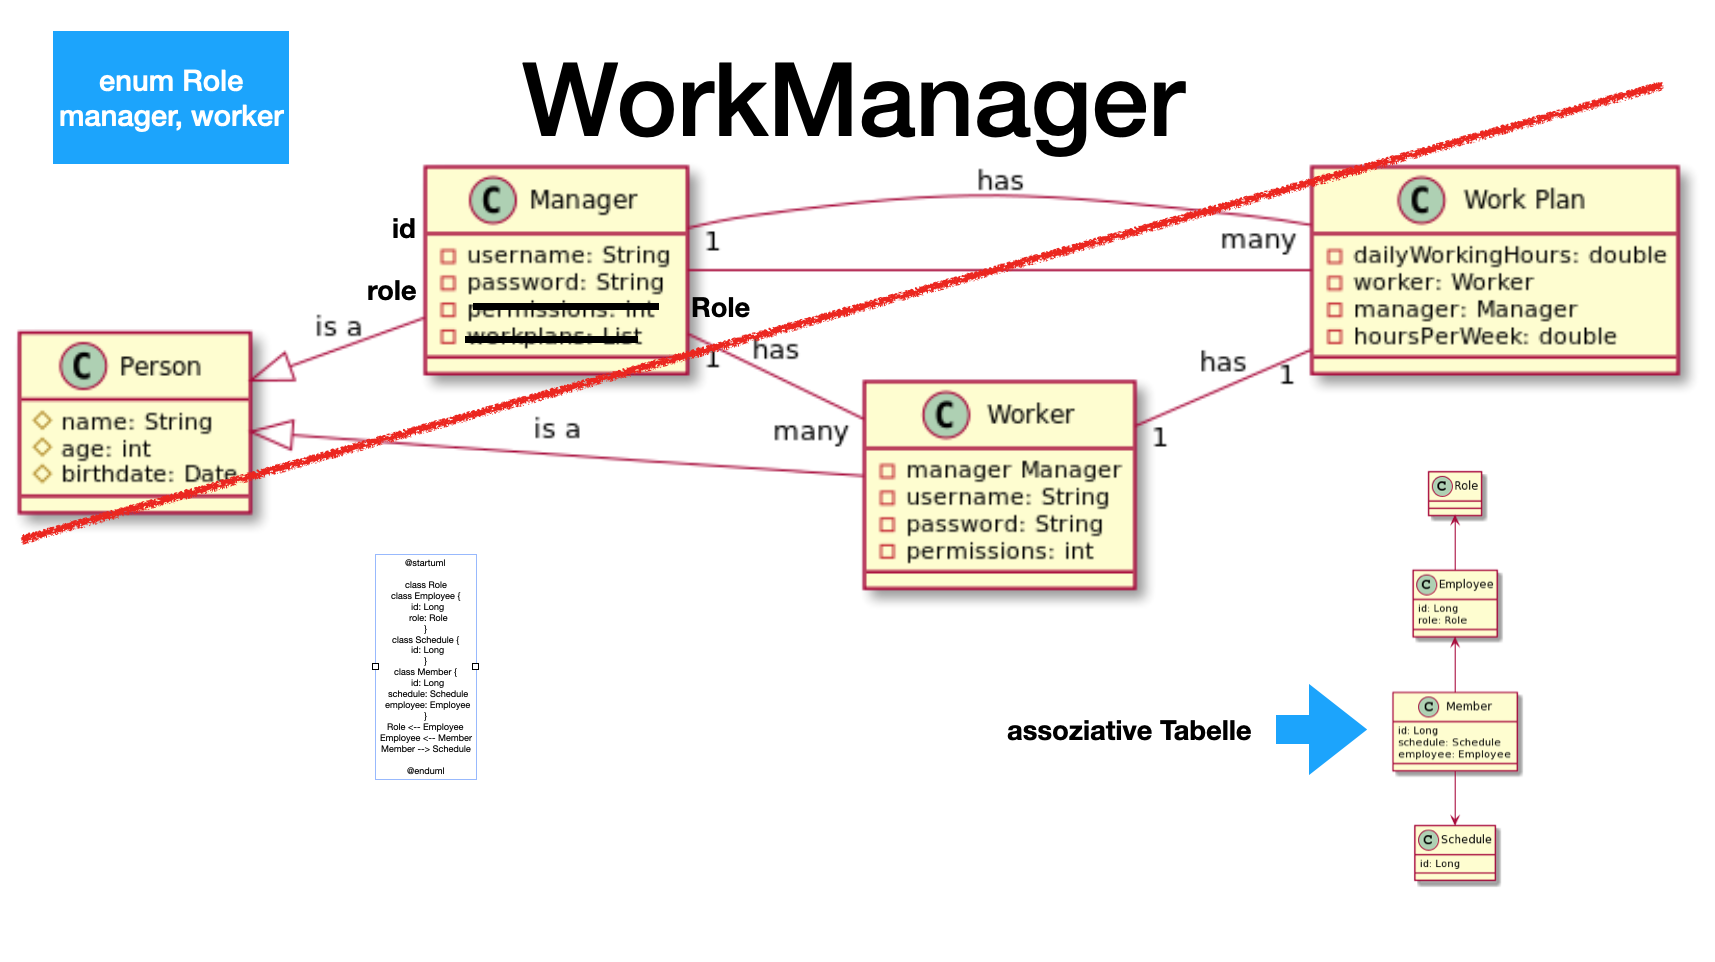 enum Role
manager, worker
WorkManager
id
role
C Manager
username: String
password: String
permissions: int
workplans: List
Role
has
1
many
C Work Plan
dailyWorkingHours: double
worker: Worker
manager: Manager
hoursPerWeek: double
is a
C Person
name: String
age: int
birthdate: Date
1
has
many
is a
has
1
1
C Worker
manager Manager
username: String
password: String
permissions: int
@startuml
class Role
class Employee {
id: Long
role: Role
}
class Schedule {
id: Long
}
class Member {
id: Long
schedule: Schedule
employee: Employee
}
Role <-- Employee
Employee <-- Member
Member --> Schedule
@enduml
assoziative Tabelle
C Role
C Employee
id: Long
role: Role
C Member
id: Long
schedule: Schedule
employee: Employee
C Schedule
id: Long